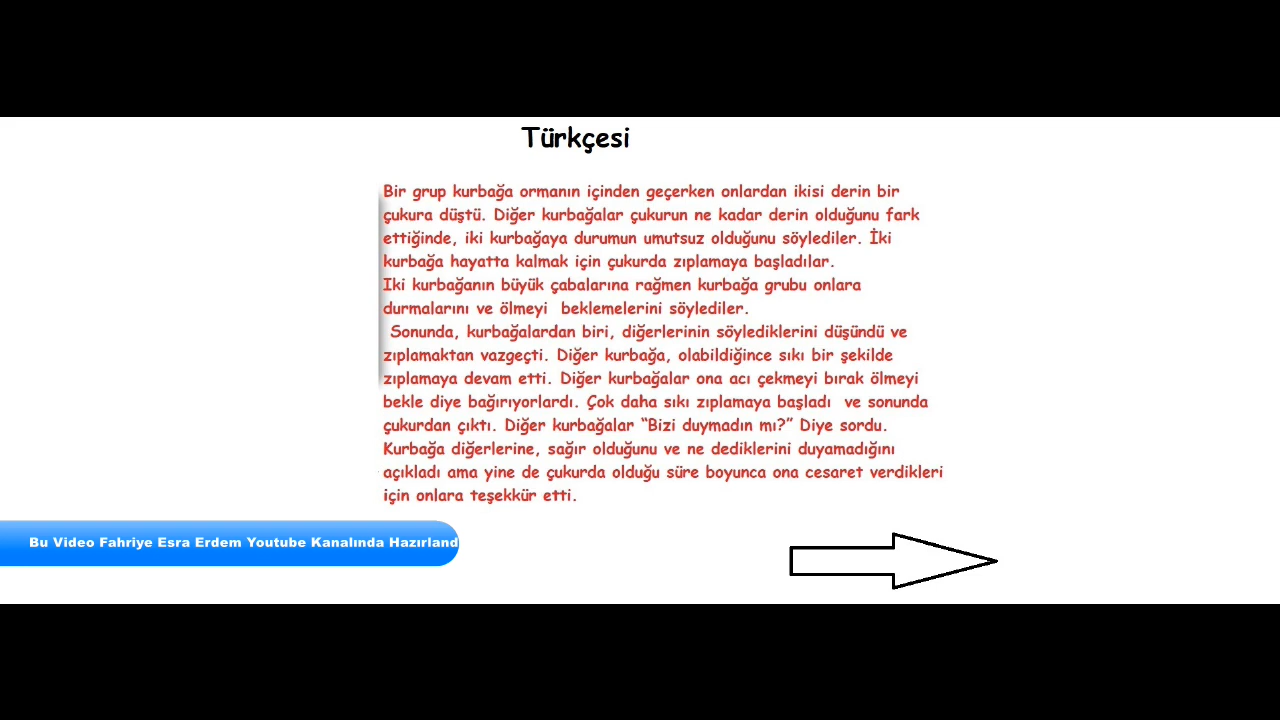 Türkçesi
Bir grup kurbağa ormanın içinden geçerken onlardan ikisi derin bir
çukura düştü. Diğer kurbağalar çukurun ne kadar derin olduğunu fark
ettiğinde, iki kurbağaya durumun umutsuz olduğunu söylediler. İki
kurbağa hayatta kalmak için çukurda zıplamaya başladılar.
Iki kurbağanın büyük çabalarına rağmen kurbağa grubu onlara
durmalarını ve ölmeyi  beklemelerini söylediler.
Sonunda, kurbağalardan biri, diğerlerinin söylediklerini düşündü ve
zıplamaktan vazgeçti. Diğer kurbağa, olabildiğince sıkı bir şekilde
zıplamaya devam etti. Diğer kurbağalar ona acı çekmeyi bırak ölmeyi
bekle diye bağırıyorlardı. Çok daha sıkı zıplamaya başladı  ve sonunda
çukurdan çıktı. Diğer kurbağalar “Bizi duymadın mı?” Diye sordu.
Kurbağa diğerlerine, sağır olduğunu ve ne dediklerini duyamadığını
açıkladı ama yine de çukurda olduğu süre boyunca ona cesaret verdikleri
için onlara teşekkür etti.
Bu Video Fahriye Esra Erdem Youtube Kanalında Hazırland